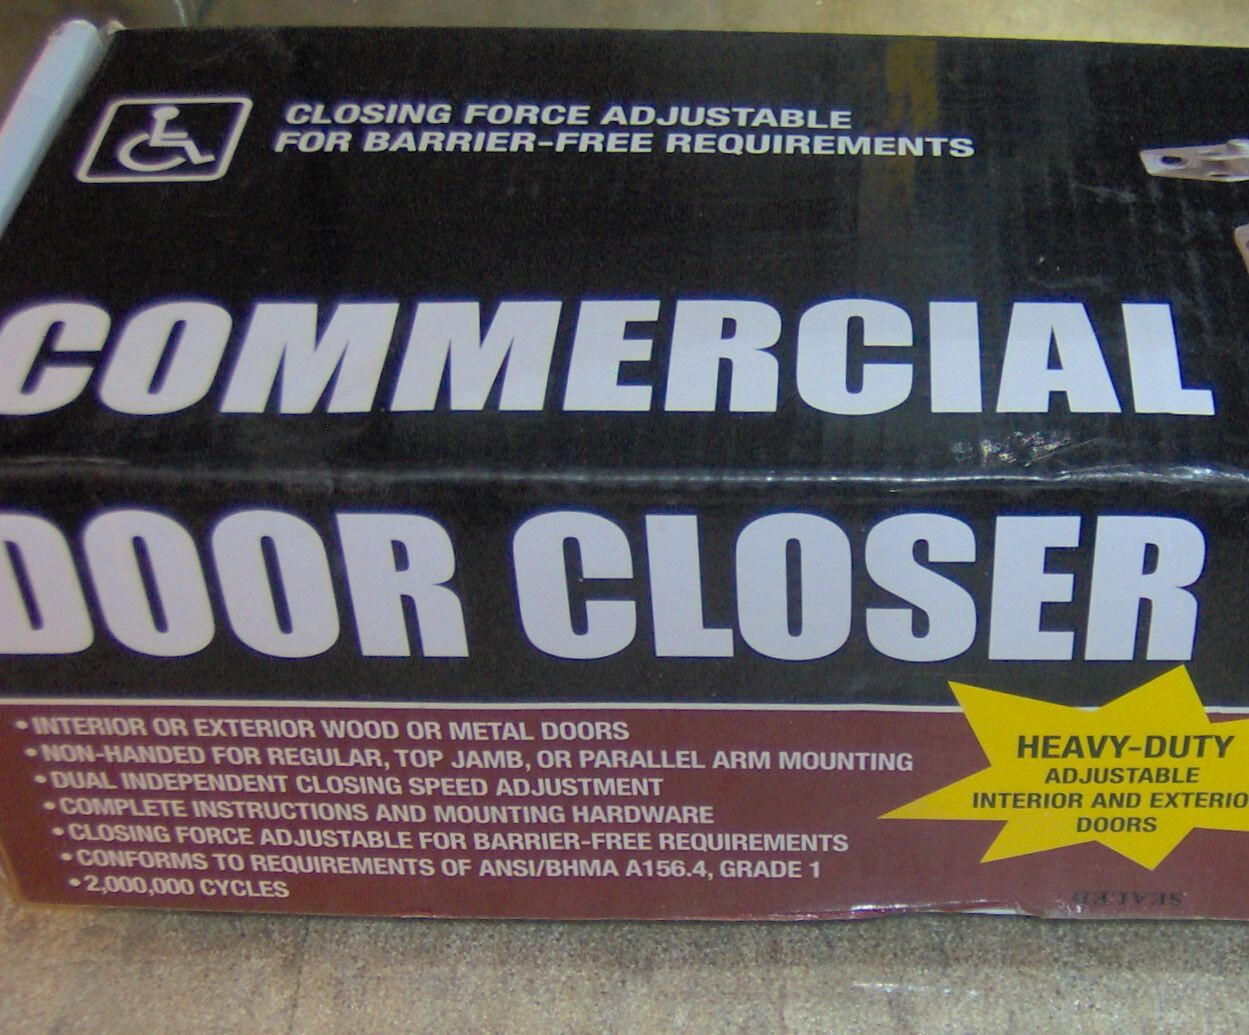 CLOSING FORCE ADJUSTABLE
FOR BARRIER-FREE REQUIREMENTS
COMMERCIAL
DOOR CLOSER
• INTERIOR OR EXTERIOR WOOD OR METAL DOORS
• NON-HANDED FOR REGULAR, TOP JAMB, OR PARALLEL ARM MOUNTING
• DUAL INDEPENDENT CLOSING SPEED ADJUSTMENT
• COMPLETE INSTRUCTIONS AND MOUNTING HARDWARE
• CLOSING FORCE ADJUSTABLE FOR BARRIER-FREE REQUIREMENTS
• CONFORMS TO REQUIREMENTS OF ANSI/BHMA A156.4, GRADE 1
• 2,000,000 CYCLES
HEAVY-DUTY
ADJUSTABLE
INTERIOR AND EXTERIO
DOORS
SEALED